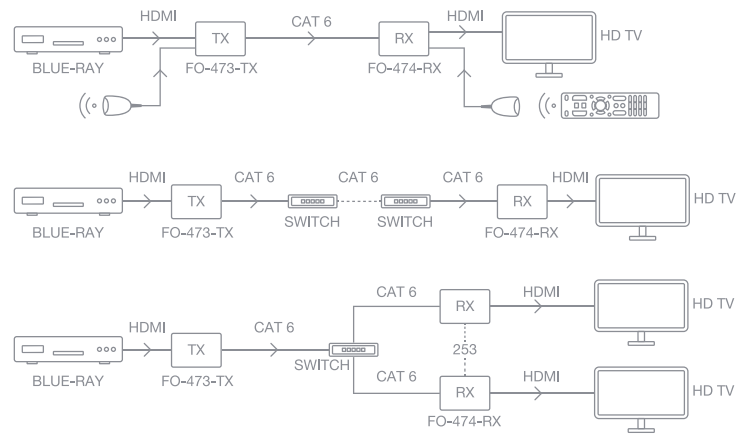 HDMI CAT 6 HDMI
TX RX HD TV
BLUE-RAY FO-473-TX FO-474-RX
HDMI CAT 6 CAT 6 CAT 6 HDMI
TX RX HD TV
SWITCH SWITCH
BLUE-RAY FO-473-TX FO-474-RX
CAT 6 RX HDMI HD TV
HDMI CAT 6
TX 253
SWITCH
BLUE-RAY FO-473-TX
CAT 6 RX HDMI HD TV
FO-474-RX